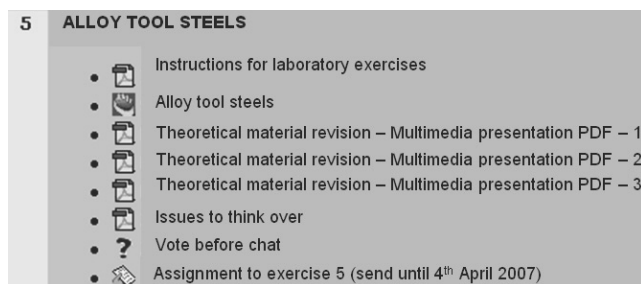 5 ALLOY TOOL STEELS
Instructions for laboratory exercises
Alloy tool steels
Theoretical material revision – Multimedia presentation PDF – 1
Theoretical material revision – Multimedia presentation PDF – 2
Theoretical material revision – Multimedia presentation PDF – 3
Issues to think over
? Vote before chat
Assignment to exercise 5 (send until 4th April 2007)